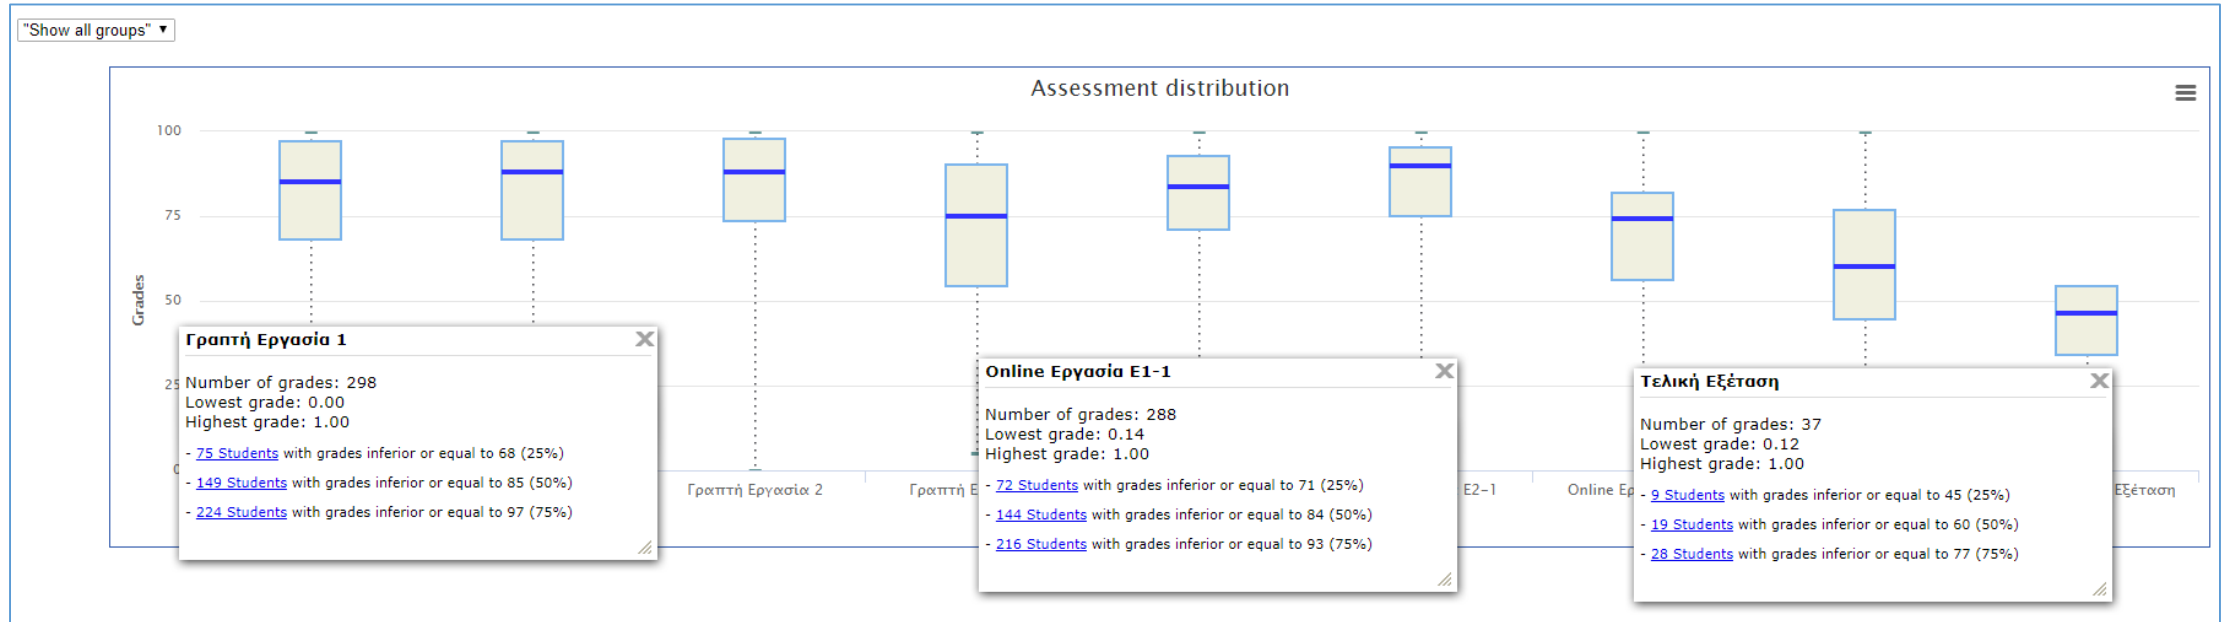 "Show all groups" ▼
Assessment distribution
Grades
100
75
50
25
0
Γραπτή Εργασία 1
Number of grades: 298
Lowest grade: 0.00
Highest grade: 1.00
- 75 Students with grades inferior or equal to 68 (25%)
- 149 Students with grades inferior or equal to 85 (50%)
- 224 Students with grades inferior or equal to 97 (75%)
Online Εργασία Ε1-1
Number of grades: 288
Lowest grade: 0.14
Highest grade: 1.00
- 72 Students with grades inferior or equal to 71 (25%)
- 144 Students with grades inferior or equal to 84 (50%)
- 216 Students with grades inferior or equal to 93 (75%)
Τελική Εξέταση
Number of grades: 37
Lowest grade: 0.12
Highest grade: 1.00
- 9 Students with grades inferior or equal to 45 (25%)
- 19 Students with grades inferior or equal to 60 (50%)
- 28 Students with grades inferior or equal to 77 (75%)
Γραπτή Εργασία 2
Γραπτή Ε
E2-1
Online Ερ
Εξέταση